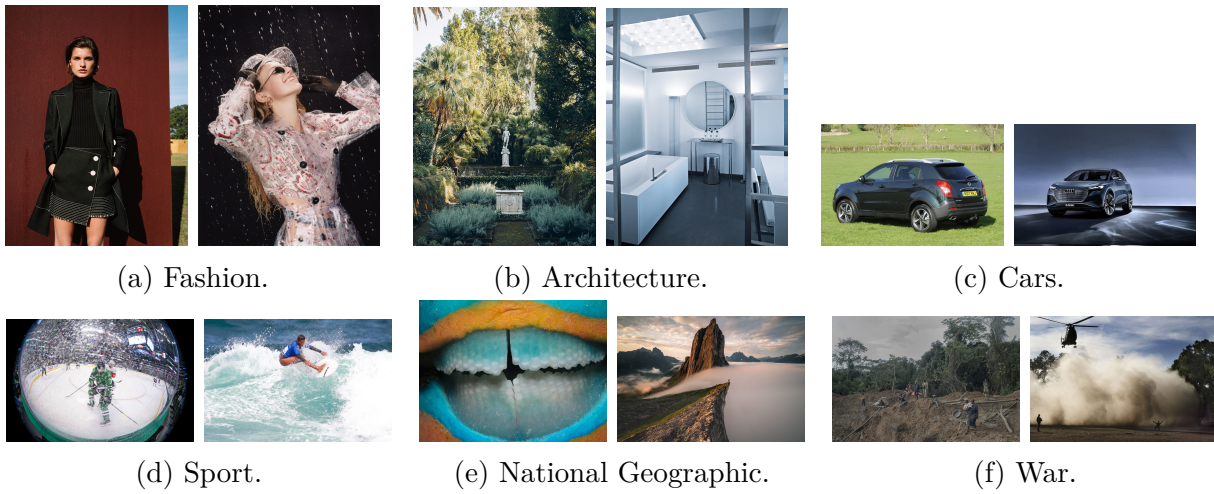 (a) Fashion.
(b) Architecture.
(c) Cars.
(d) Sport.
(e) National Geographic.
(f) War.